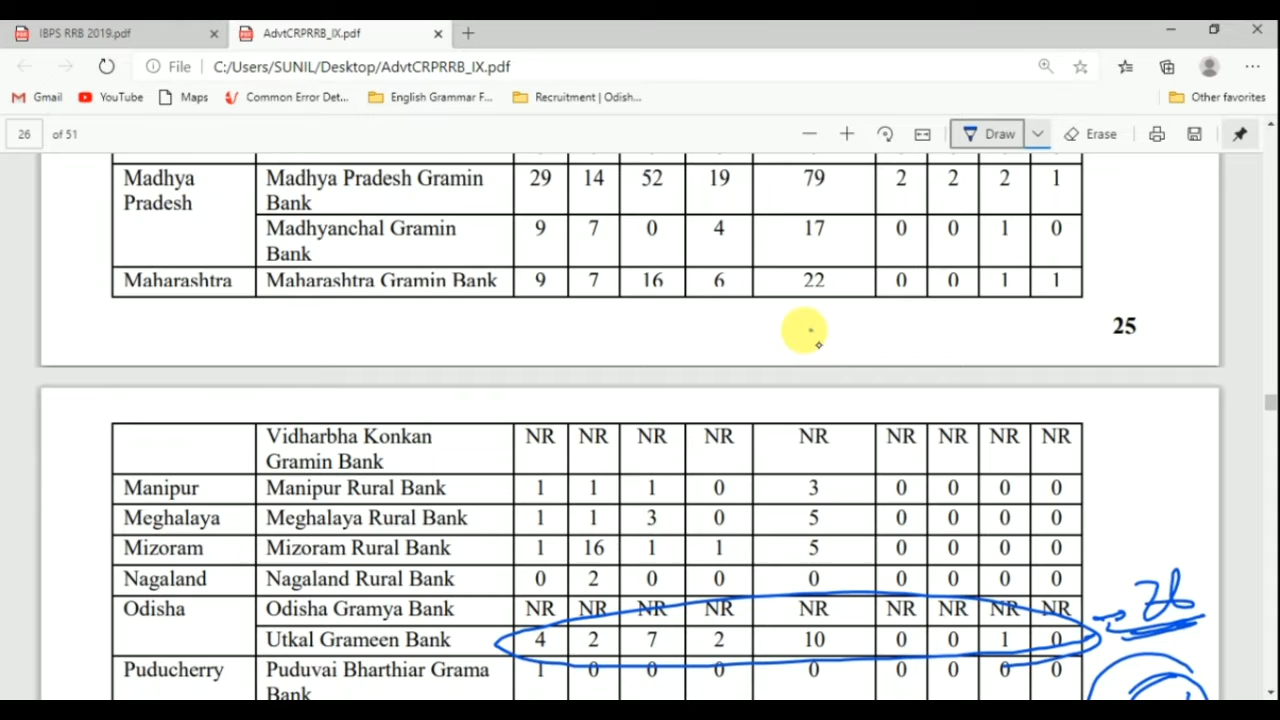 IBPS RRB 2019.pdf
AdvtCRPRRB_IX.pdf
File C:/Users/SUNIL/Desktop/AdvtCRPRRB_IX.pdf
Gmail YouTube Maps Common Error Det... English Grammar F... Recruitment | Odish... Other favorites
26 of 51 Draw Erase
Madhya Pradesh Gramin 29 14 52 19 79 2 2 2 1
Pradesh Bank
Madhyanchal Gramin 9 7 0 4 17 0 0 1 0
Bank
Maharashtra Maharashtra Gramin Bank 9 7 16 6 22 0 0 1 1
25
Vidharbha Konkan NR NR NR NR NR NR NR NR NR
Gramin Bank
Manipur Manipur Rural Bank 1 1 1 0 3 0 0 0 0
Meghalaya Meghalaya Rural Bank 1 1 3 0 5 0 0 0 0
Mizoram Mizoram Rural Bank 1 16 1 1 5 0 0 0 0
Nagaland Nagaland Rural Bank 0 2 0 0 0 0 0 0 0
Odisha Odisha Gramya Bank NR NR NR NR NR NR NR NR NR
26
Utkal Grameen Bank 4 2 7 2 10 0 0 1 0
Puducherry Puduvai Bharthiar Grama 1 0 0 0 0 0 0 0 0
Bank